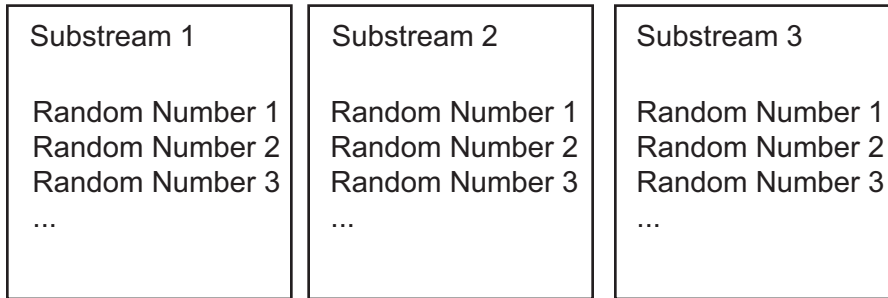 Substream 1
Random Number 1
Random Number 2
Random Number 3
...
Substream 2
Random Number 1
Random Number 2
Random Number 3
...
Substream 3
Random Number 1
Random Number 2
Random Number 3
...